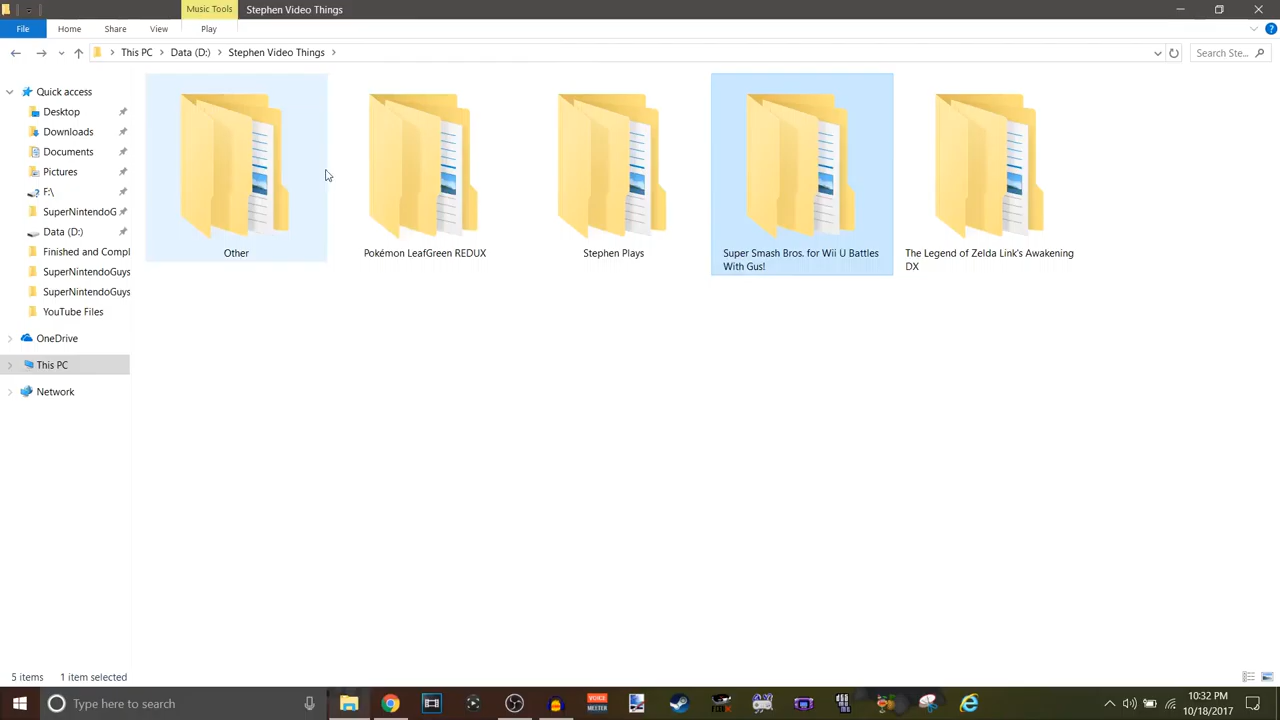 Music Tools
Stephen Video Things
File
Home
Share
View
Play
This PC
Data (D:)
Stephen Video Things
Search Ste...
Quick access
Desktop
Downloads
Documents
Pictures
F:\
SuperNintendoG
Data (D:)
Finished and Compl
SuperNintendoGuys
SuperNintendoGuys
YouTube Files
OneDrive
This PC
Network
Other
Pokémon LeafGreen REDUX
Stephen Plays
Super Smash Bros. for Wii U Battles
With Gus!
The Legend of Zelda Link's Awakening
DX
5 items
1 item selected
Type here to search
VOICE
MEETER
10:32 PM
10/18/2017